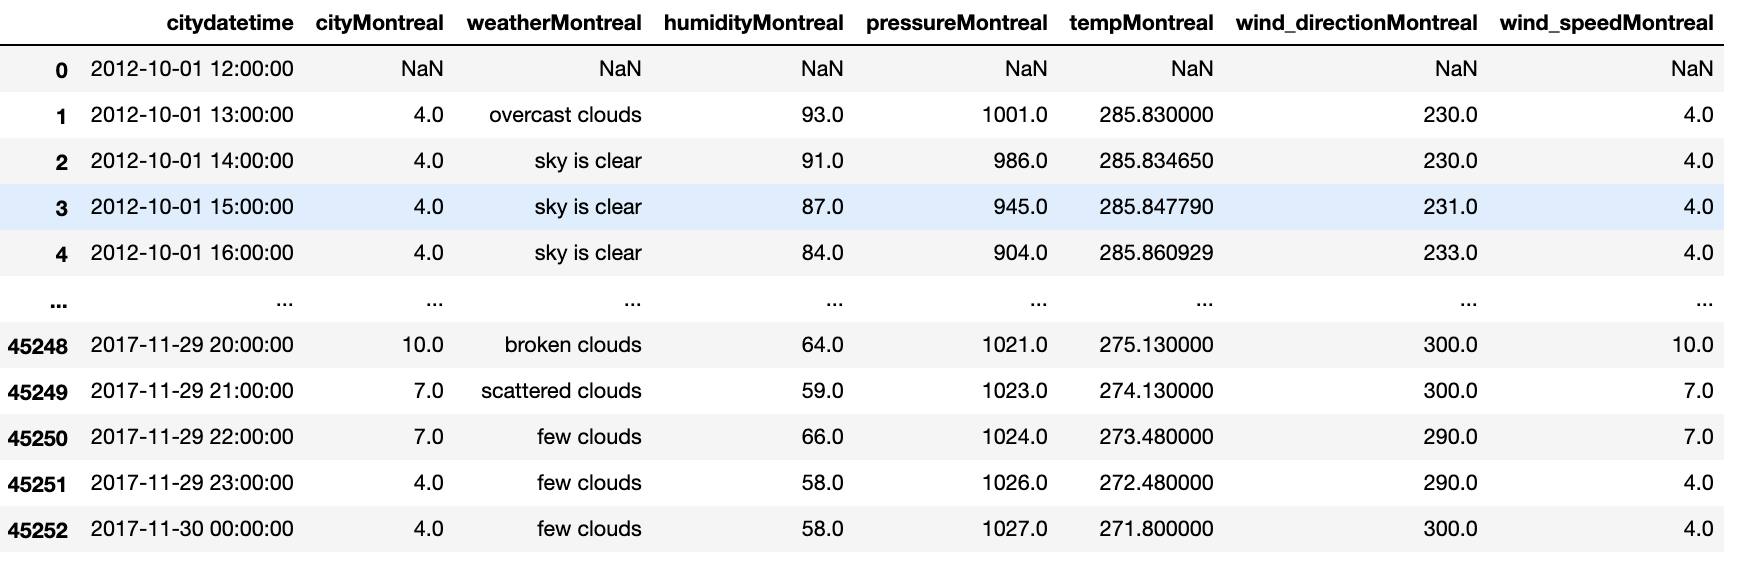 citydatetime cityMontreal weatherMontreal humidityMontreal pressureMontreal tempMontreal wind_directionMontreal wind_speedMontreal
0 2012-10-01 12:00:00 NaN NaN NaN NaN NaN NaN NaN
1 2012-10-01 13:00:00 4.0 overcast clouds 93.0 1001.0 285.830000 230.0 4.0
2 2012-10-01 14:00:00 4.0 sky is clear 91.0 986.0 285.834650 230.0 4.0
3 2012-10-01 15:00:00 4.0 sky is clear 87.0 945.0 285.847790 231.0 4.0
4 2012-10-01 16:00:00 4.0 sky is clear 84.0 904.0 285.860929 233.0 4.0
... ... ... ... ... ... ... ... ...
45248 2017-11-29 20:00:00 10.0 broken clouds 64.0 1021.0 275.130000 300.0 10.0
45249 2017-11-29 21:00:00 7.0 scattered clouds 59.0 1023.0 274.130000 300.0 7.0
45250 2017-11-29 22:00:00 7.0 few clouds 66.0 1024.0 273.480000 290.0 7.0
45251 2017-11-29 23:00:00 4.0 few clouds 58.0 1026.0 272.480000 290.0 4.0
45252 2017-11-30 00:00:00 4.0 few clouds 58.0 1027.0 271.800000 300.0 4.0